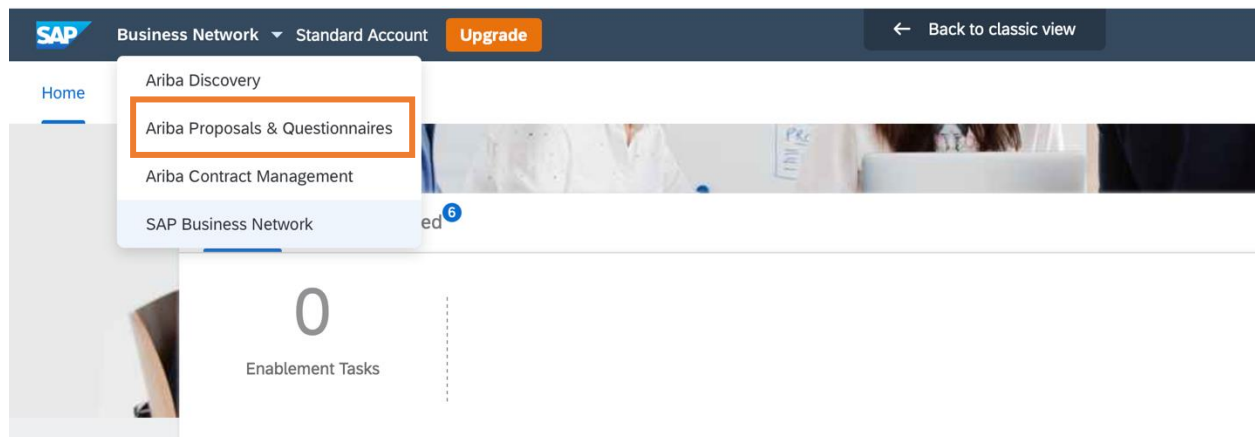 SAP Business Network Standard Account Upgrade ← Back to classic view
Ariba Discovery
Home
Ariba Proposals & Questionnaires
Ariba Contract Management
SAP Business Network
ed 6
0
Enablement Tasks